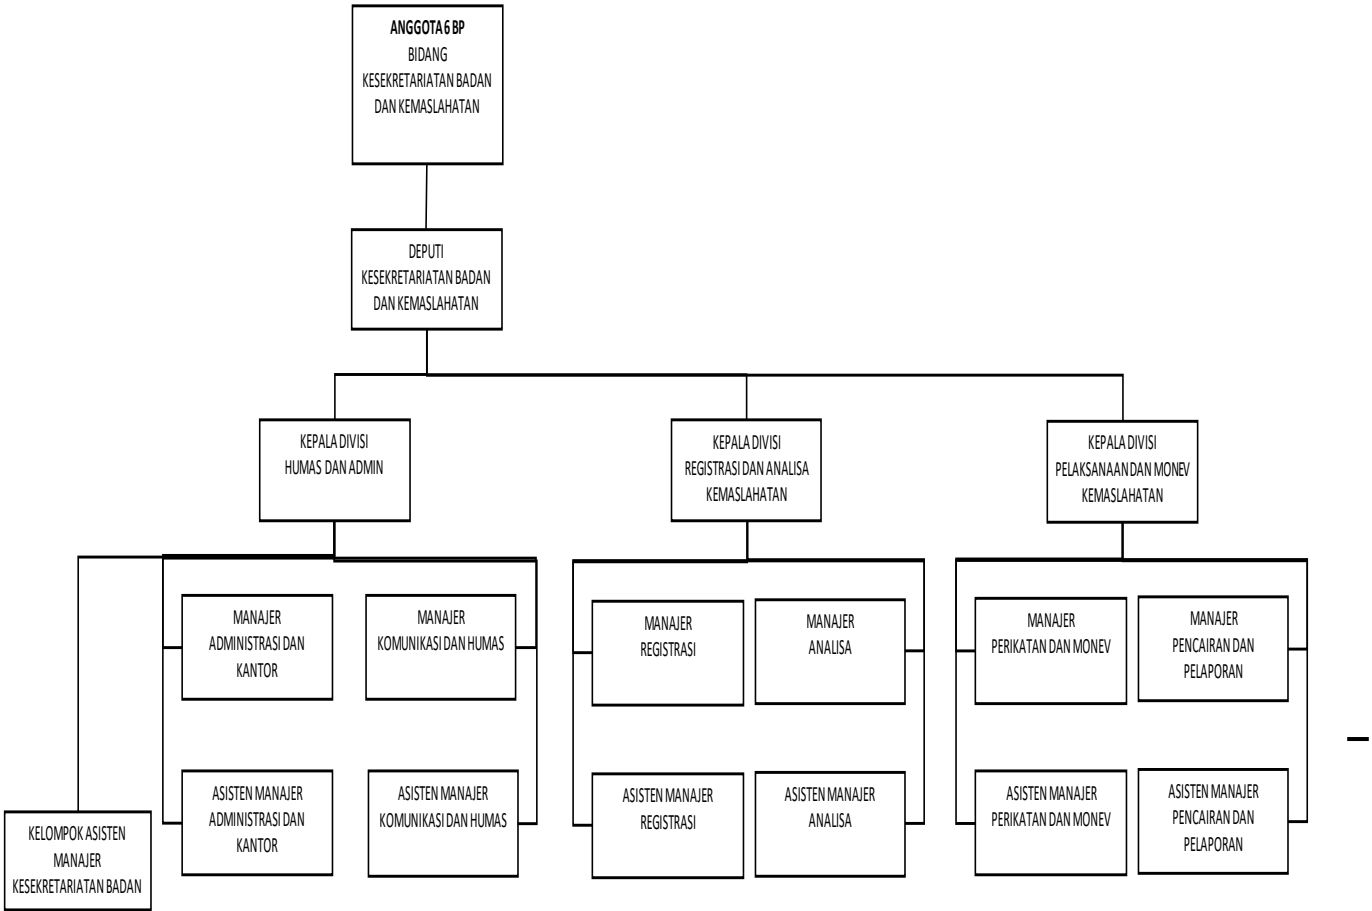 ANGGOTA 6 BP
BIDANG
KESEKRETARIATAN BADAN
DAN KEMASLAHATAN
DEPUTI
KESEKRETARIATAN BADAN
DAN KEMASLAHATAN
KEPALA DIVISI
HUMAS DAN ADMIN
KEPALA DIVISI
REGISTRASI DAN ANALISA
KEMASLAHATAN
KEPALA DIVISI
PELAKSANAAN DAN MONEV
KEMASLAHATAN
MANAJER
ADMINISTRASI DAN
KANTOR
MANAJER
KOMUNIKASI DAN HUMAS
MANAJER
REGISTRASI
MANAJER
ANALISA
MANAJER
PERIKATAN DAN MONEV
MANAJER
PENCAIRAN DAN
PELAPORAN
KELOMPOK ASISTEN
MANAJER
KESEKRETARIATAN BADAN
ASISTEN MANAJER
ADMINISTRASI DAN
KANTOR
ASISTEN MANAJER
KOMUNIKASI DAN HUMAS
ASISTEN MANAJER
REGISTRASI
ASISTEN MANAJER
ANALISA
ASISTEN MANAJER
PERIKATAN DAN MONEV
ASISTEN MANAJER
PENCAIRAN DAN
PELAPORAN